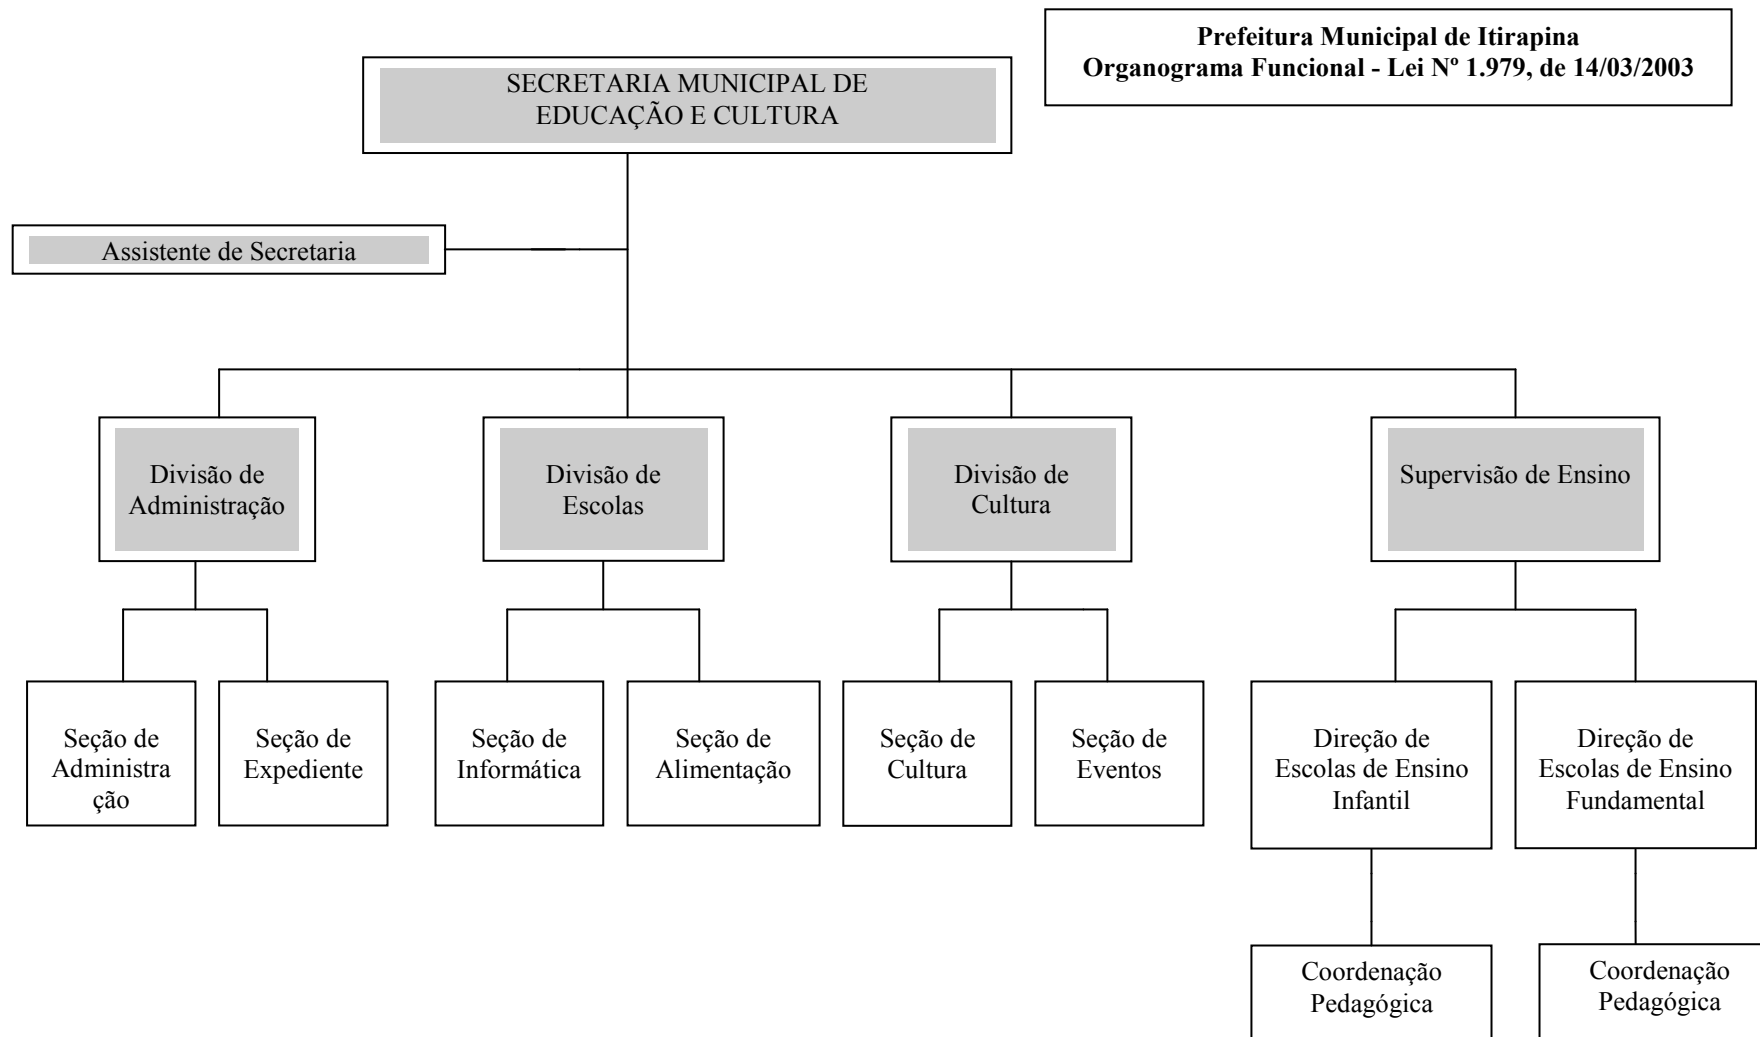 Prefeitura Municipal de Itirapina
Organograma Funcional - Lei Nº 1.979, de 14/03/2003
SECRETARIA MUNICIPAL DE
EDUCAÇÃO E CULTURA
Assistente de Secretaria
Divisão de
Administração
Divisão de
Escolas
Divisão de
Cultura
Supervisão de Ensino
Seção de
Administra
ção
Seção de
Expediente
Seção de
Informática
Seção de
Alimentação
Seção de
Cultura
Seção de
Eventos
Direção de
Escolas de Ensino
Infantil
Direção de
Escolas de Ensino
Fundamental
Coordenação
Pedagógica
Coordenação
Pedagógica